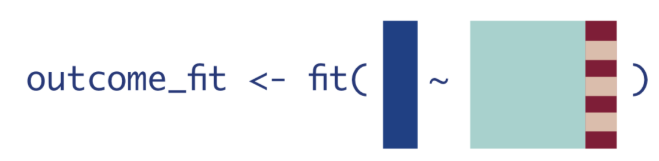 outcome_fit <- fit( ~ )